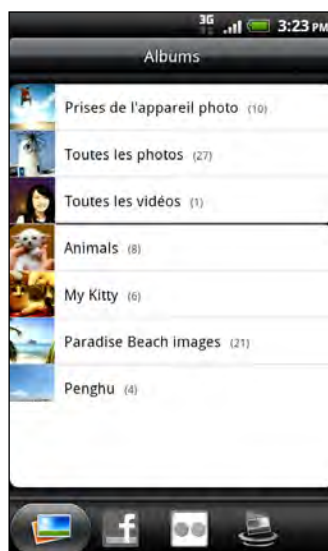 3G 3:23 PM
Albums
Prises de l'appareil photo (10)
Toutes les photos (27)
Toutes les vidéos (1)
Animals (8)
My Kitty (6)
Paradise Beach images (21)
Penghu (4)
f